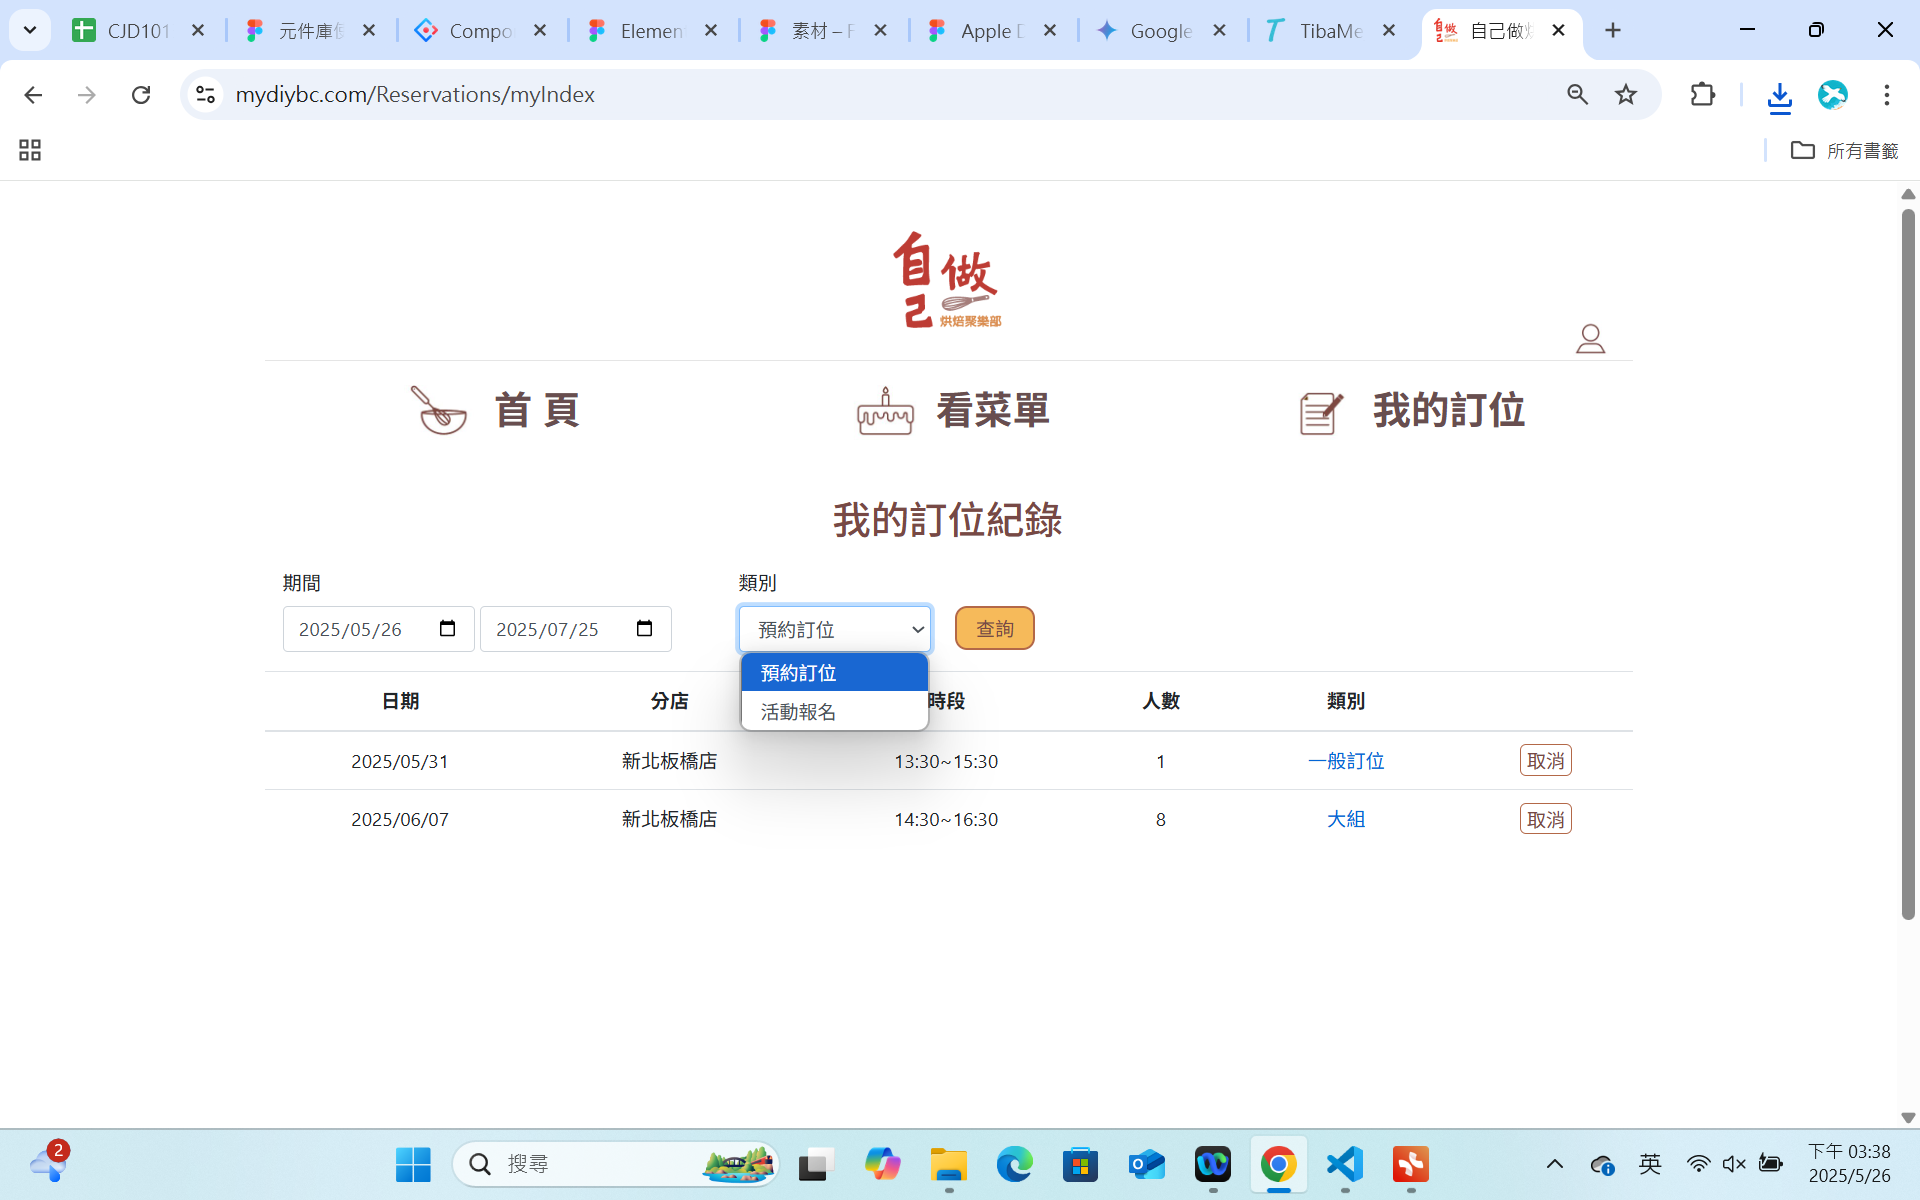 CJD101
元件庫
Compo
Elemen
素材 – F
Apple D
Google
TibaMe
自己做
mydiybc.com/Reservations/myIndex
所有書籤
自己做
烘焙聚樂部
首 頁
看菜單
我的訂位
我的訂位紀錄
期間
類別
2025/05/26
2025/07/25
預約訂位
查詢
預約訂位
活動報名
日期
分店
時段
人數
類別
2025/05/31
新北板橋店
13:30~15:30
1
一般訂位
取消
2025/06/07
新北板橋店
14:30~16:30
8
大組
取消
2
搜尋
英
下午 03:38
2025/5/26